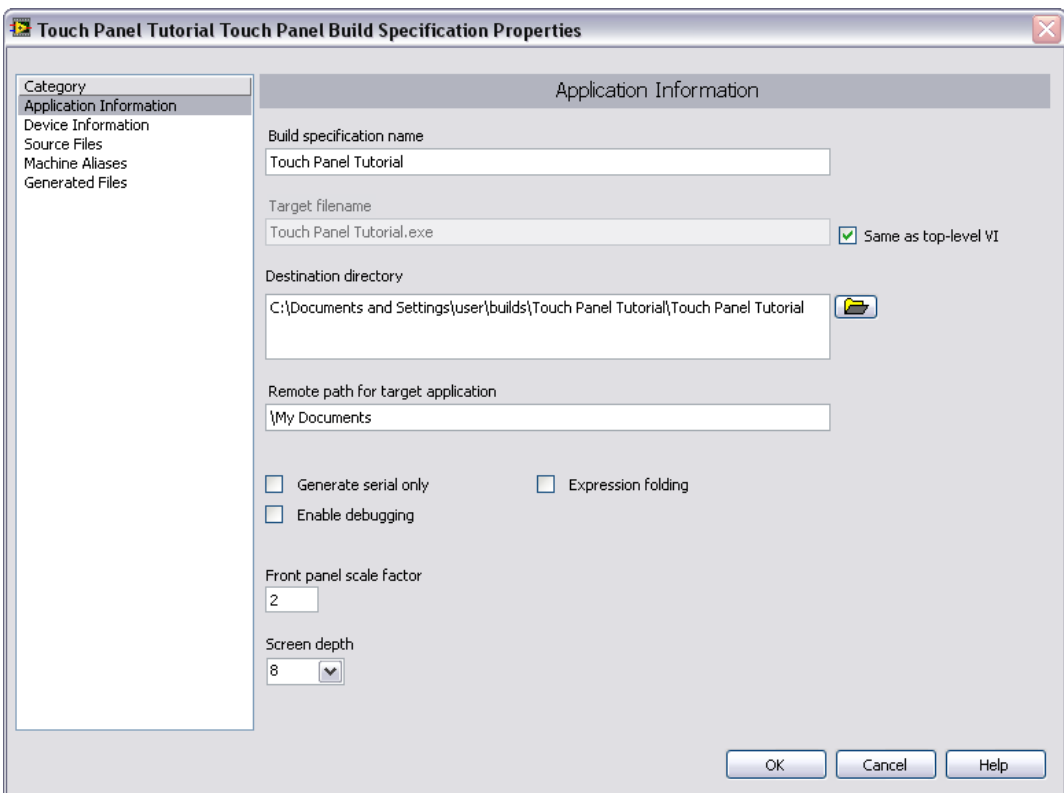 Touch Panel Tutorial Touch Panel Build Specification Properties
Category
Application Information
Device Information
Source Files
Machine Aliases
Generated Files
Application Information
Build specification name
Touch Panel Tutorial
Target filename
Touch Panel Tutorial.exe
Same as top-level VI
Destination directory
C:\Documents and Settings\user\builds\Touch Panel Tutorial\Touch Panel Tutorial
Remote path for target application
\My Documents
Generate serial only
Expression folding
Enable debugging
Front panel scale factor
2
Screen depth
8
OK
Cancel
Help